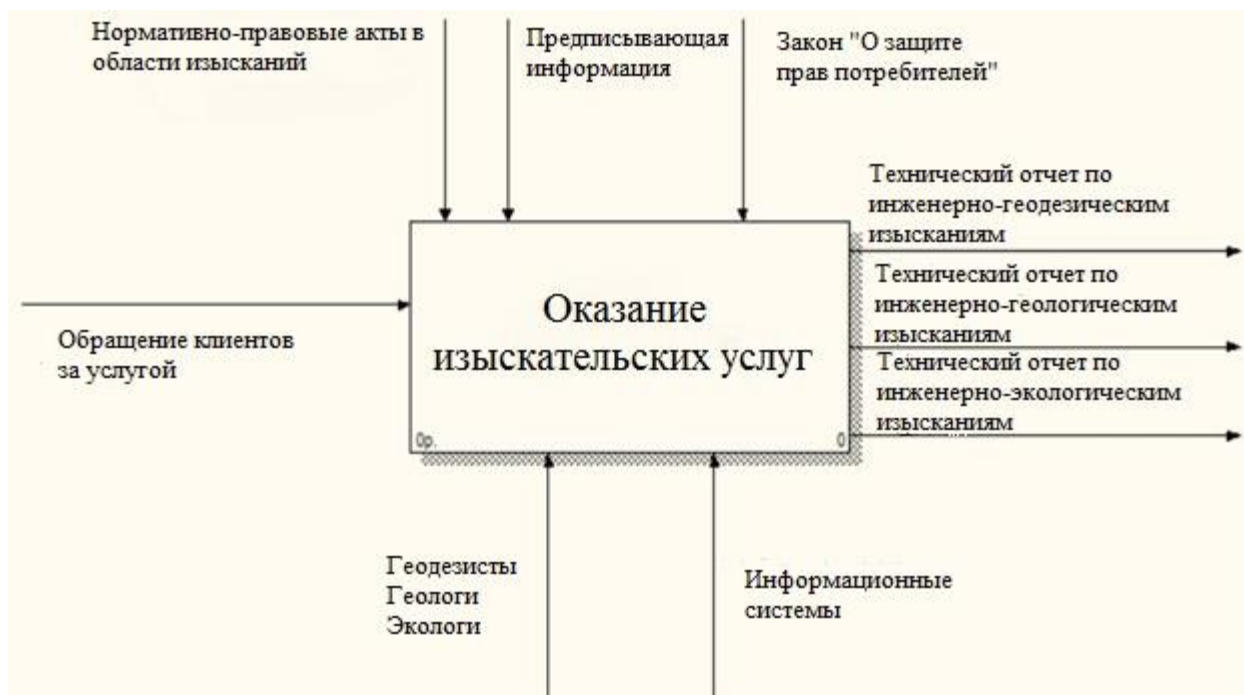 Нормативно-правовые акты в
области изысканий
Предписывающая
информация
Закон "О защите
прав потребителей"
Технический отчет по
инженерно-геодезическим
изысканиям
Технический отчет по
инженерно-геологическим
изысканиям
Технический отчет по
инженерно-экологическим
изысканиям
Обращение клиентов
за услугой
Оказание
изыскательских услуг
0р.
0
Геодезисты
Геологи
Экологи
Информационные
системы